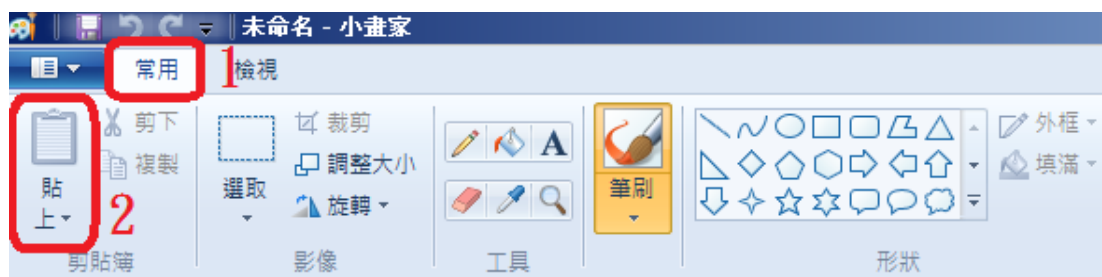 未命名 - 小畫家
常用 1 檢視
剪下 裁剪 外框
複製 調整大小 填滿
貼上 2 選取 旋轉 A 筆刷
剪貼簿 影像 工具 形狀